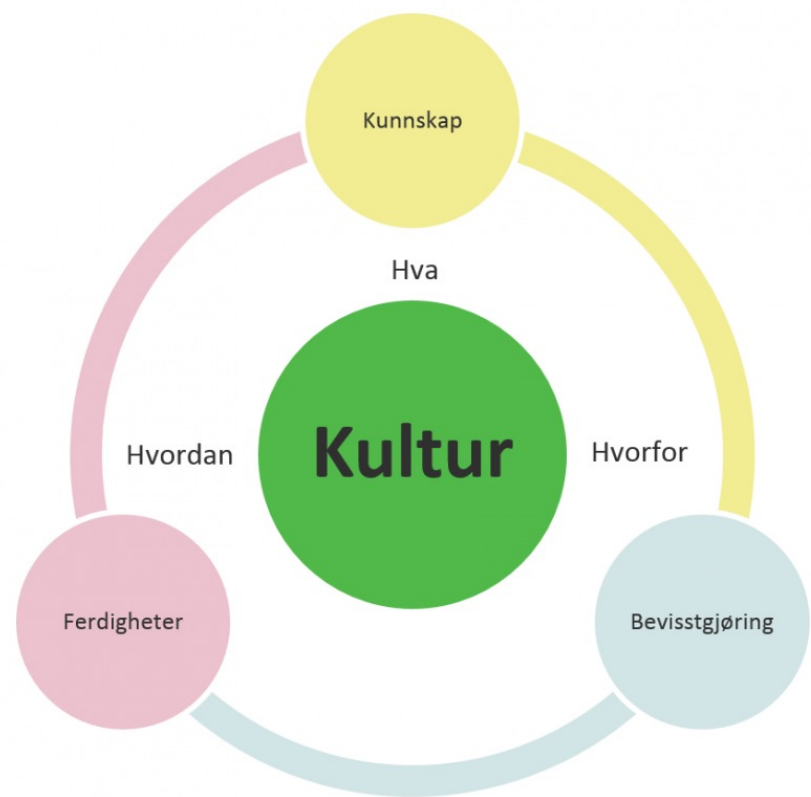 Kunnskap
Hva
Kultur
Hvordan
Hvorfor
Ferdigheter
Bevisstgjøring